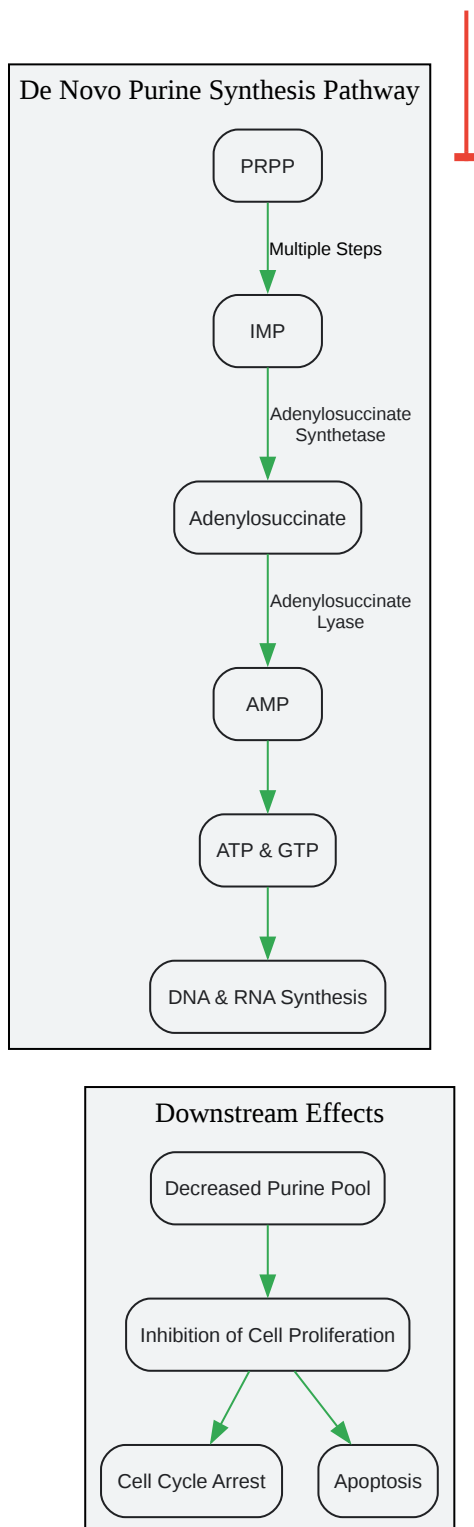 De Novo Purine Synthesis Pathway
PRPP
Multiple Steps
IMP
Adenylosuccinate
Synthetase
Adenylosuccinate
Adenylosuccinate
Lyase
AMP
ATP & GTP
DNA & RNA Synthesis
Downstream Effects
Decreased Purine Pool
Inhibition of Cell Proliferation
Cell Cycle Arrest
Apoptosis